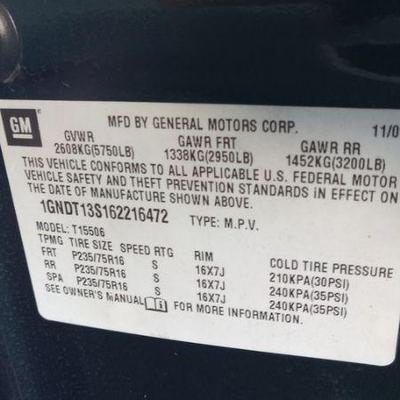 GM
MFD BY GENERAL MOTORS CORP. 11/0
GVWR GAWR FRT GAWR RR
2608KG(5750LB) 1338KG(2950LB) 1452KG(3200LB)
THIS VEHICLE CONFORMS TO ALL APPLICABLE U.S. FEDERAL MOTOR
VEHICLE SAFETY AND THEFT PREVENTION STANDARDS IN EFFECT ON
THE DATE OF MANUFACTURE SHOWN ABOVE.
1GNDT13S162216472 TYPE: M.P.V.
MODEL: T15506
TPMG TIRE SIZE SPEED RTG RIM COLD TIRE PRESSURE
FRT P235/75R16 S 16X7J 210KPA(30PSI)
RR P235/75R16 S 16X7J 240KPA(35PSI)
SPA P235/75R16 S 16X7J 240KPA(35PSI)
SEE OWNER'S MANUAL FOR MORE INFORMATION.